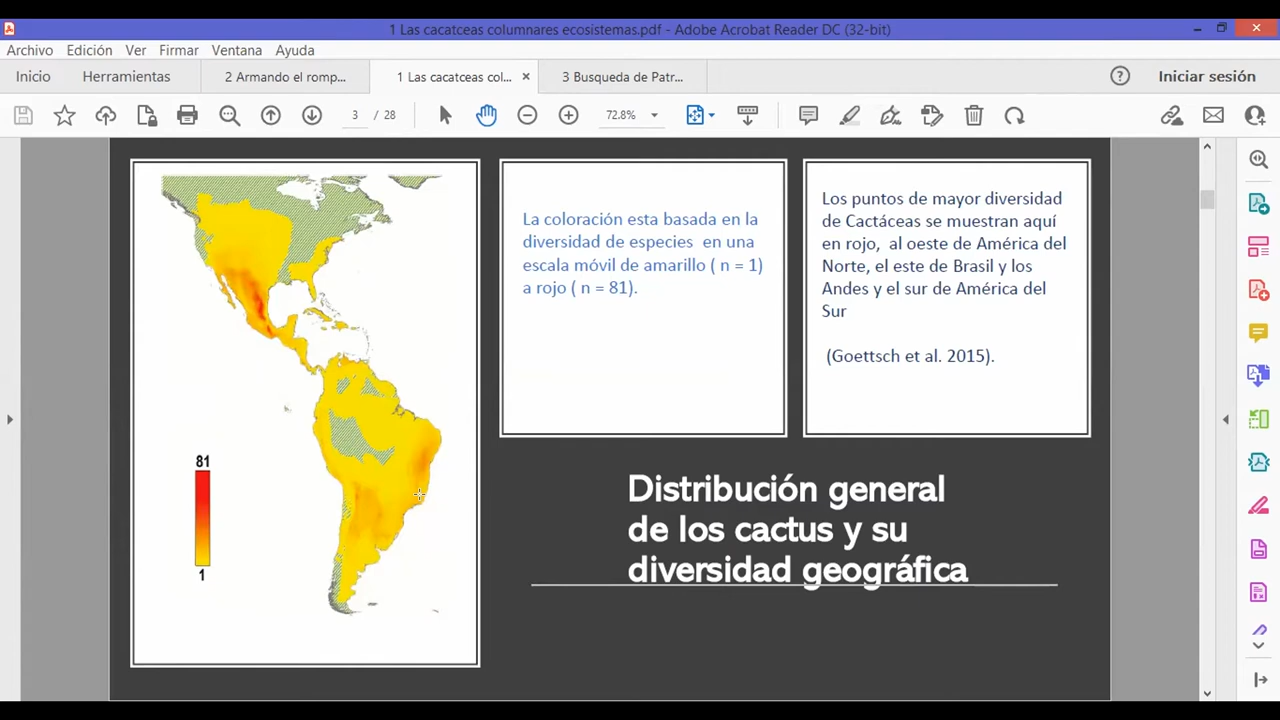 1 Las cacatceas columnares ecosistemas.pdf - Adobe Acrobat Reader DC (32-bit)
Archivo Edición Ver Firmar Ventana Ayuda
Inicio Herramientas 2 Armando el romp... 1 Las cacatceas col... × 3 Busqueda de Patr... ? Iniciar sesión
3 / 28 72.8%
La coloración esta basada en la
diversidad de especies en una
escala móvil de amarillo ( n = 1)
a rojo ( n = 81).
Los puntos de mayor diversidad
de Cactáceas se muestran aquí
en rojo, al oeste de América del
Norte, el este de Brasil y los
Andes y el sur de América del
Sur
(Goettsch et al. 2015).
81
1
Distribución general
de los cactus y su
diversidad geográfica